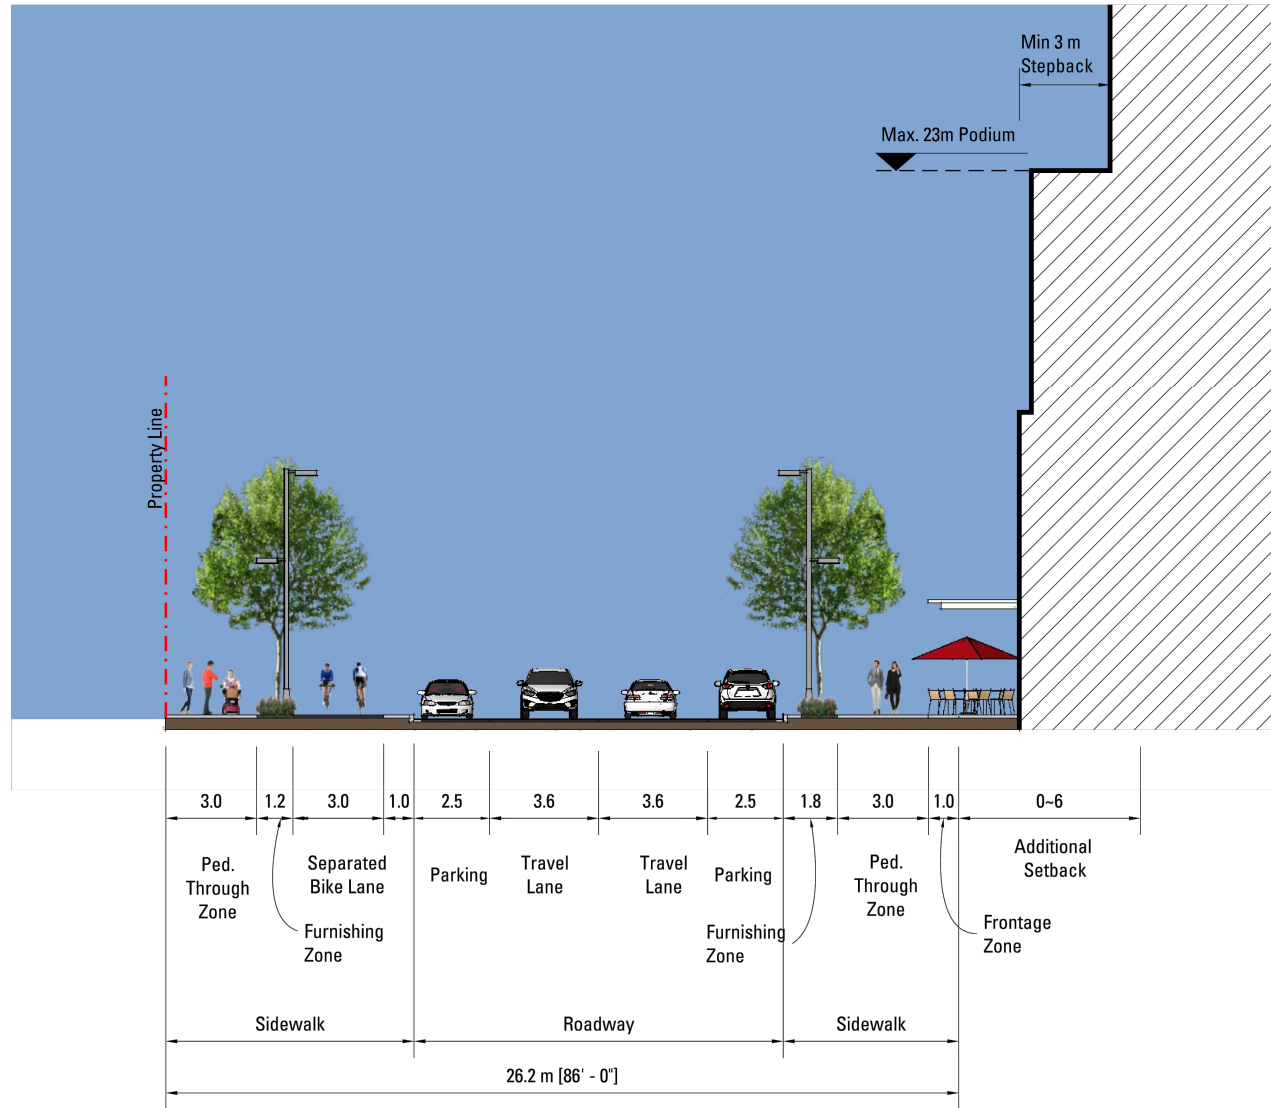 Min 3 m
Stepback
Max. 23m Podium
Property Line
3.0
1.2
3.0
1.0
2.5
3.6
3.6
2.5
1.8
3.0
1.0
0~6
Ped.
Through
Zone
Separated
Bike Lane
Parking
Travel
Lane
Travel
Lane
Parking
Ped.
Through
Zone
Additional
Setback
Furnishing
Zone
Furnishing
Zone
Frontage
Zone
Sidewalk
Roadway
Sidewalk
26.2 m [86' - 0"]